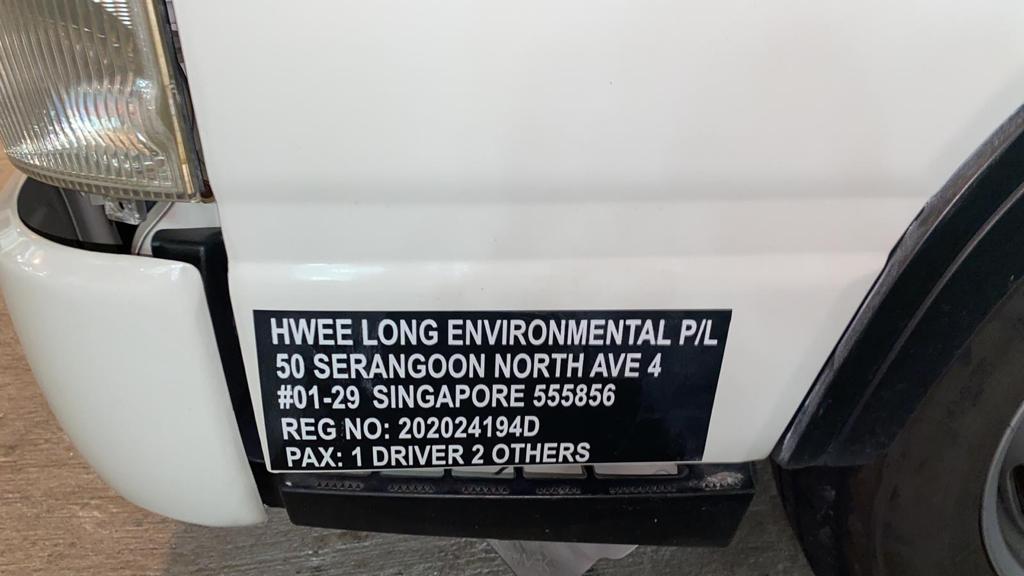 HWEE LONG ENVIRONMENTAL P/L
50 SERANGOON NORTH AVE 4
#01-29 SINGAPORE 555856
REG NO: 202024194D
PAX: 1 DRIVER 2 OTHERS